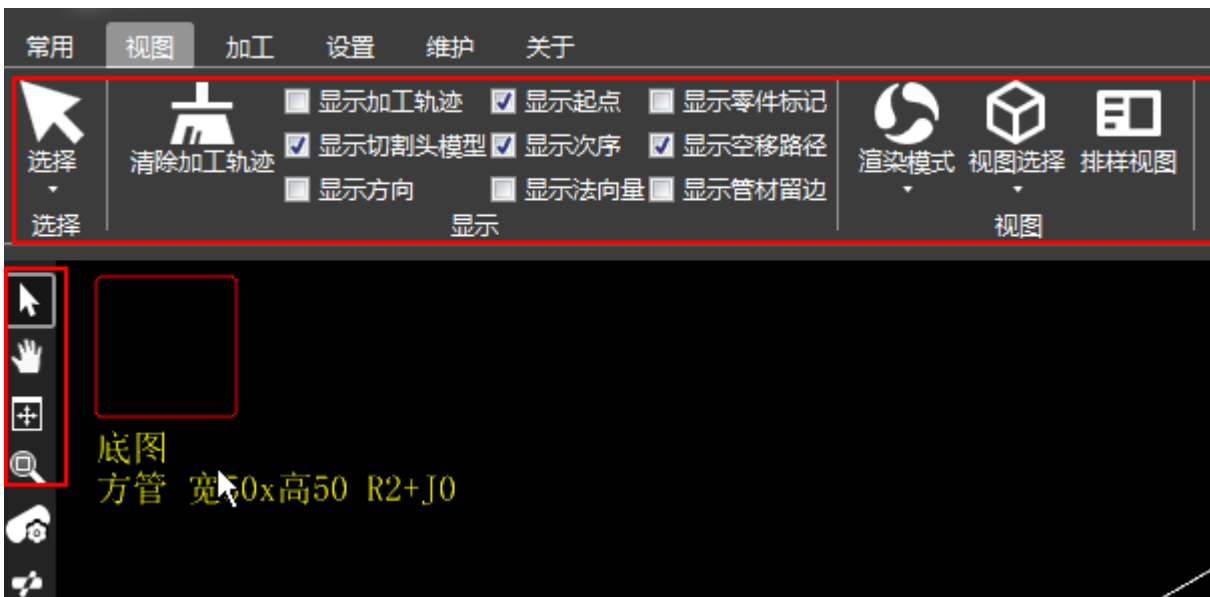 常用 视图 加工 设置 维护 关于
显示加工轨迹 显示起点 显示零件标记
显示切割头模型 显示次序 显示空移路径
显示方向 显示法向量 显示管材留边
选择 清除加工轨迹 渲染模式 视图选择 排样视图
选择 显示 视图
底图
方管 宽50x高50 R2+J0